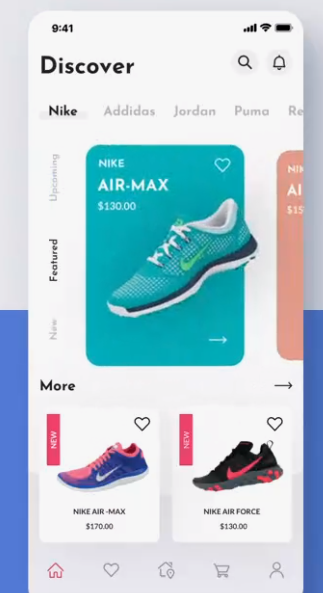 9:41
Discover
Nike Addidas Jordan Puma Re
Upcoming
Featured
New
NIKE
AIR-MAX
$130.00
NIK
AI
$15
More
NEW
NIKE AIR -MAX
$170.00
NEW
NIKE AIR FORCE
$130.00